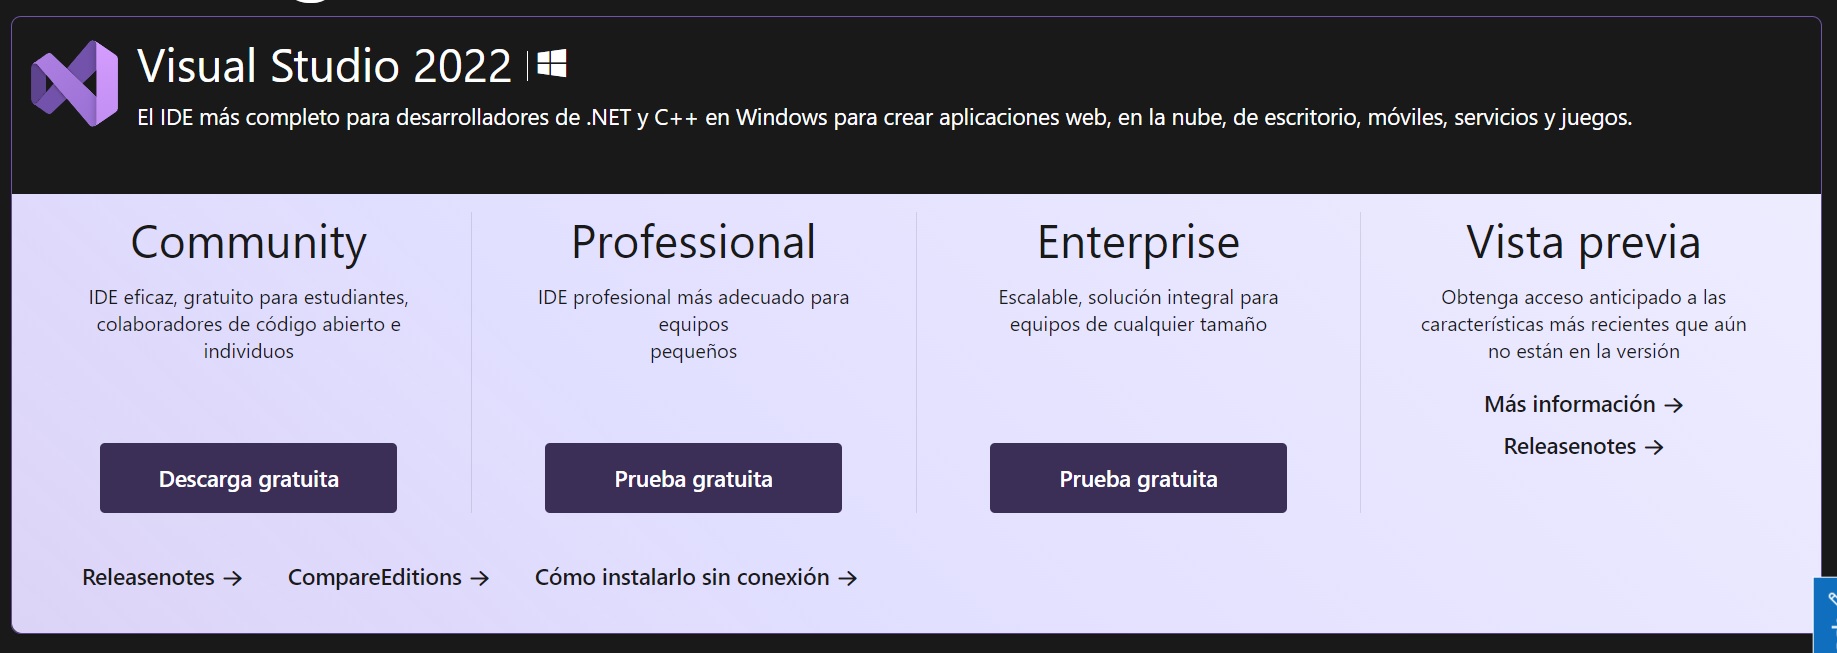 Visual Studio 2022
El IDE más completo para desarrolladores de .NET y C++ en Windows para crear aplicaciones web, en la nube, de escritorio, móviles, servicios y juegos.
Community
IDE eficaz, gratuito para estudiantes,
colaboradores de código abierto e
individuos
Descarga gratuita
Professional
IDE profesional más adecuado para
equipos
pequeños
Prueba gratuita
Enterprise
Escalable, solución integral para
equipos de cualquier tamaño
Prueba gratuita
Vista previa
Obtenga acceso anticipado a las
características más recientes que aún
no están en la versión
Más información →
Releasenotes →
Releasenotes → CompareEditions → Cómo instalarlo sin conexión →